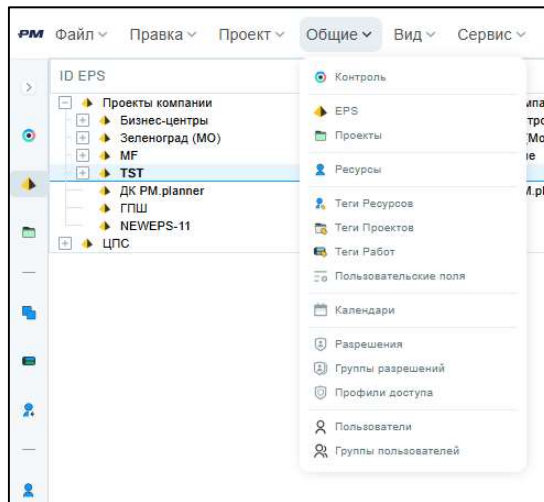 PM Файл Правка Проект Общие Вид Сервис
ID EPS
Проекты компании
Бизнес-центры
Зеленоград (МО)
MF
TST
ДК PM.planner
ГПШ
NEWEPS-11
ЦПС
Контроль
EPS
Проекты
Ресурсы
Теги Ресурсов
Теги Проектов
Теги Работ
Пользовательские поля
Календари
Разрешения
Группы разрешений
Профили доступа
Пользователи
Группы пользователей